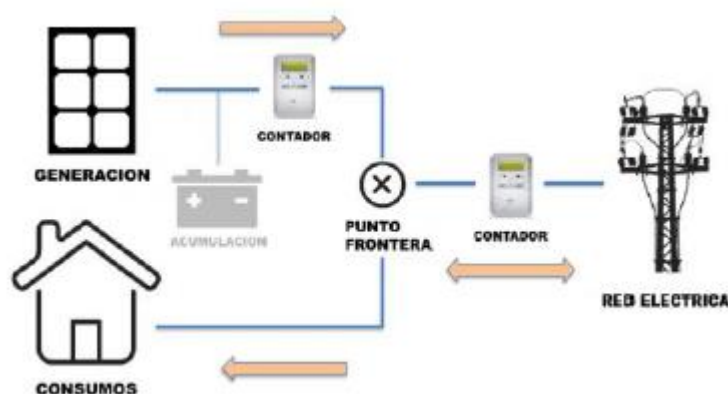 GENERACION
CONTADOR
ACUMULACION
PUNTO
FRONTERA
CONTADOR
RED ELECTRICA
CONSUMOS